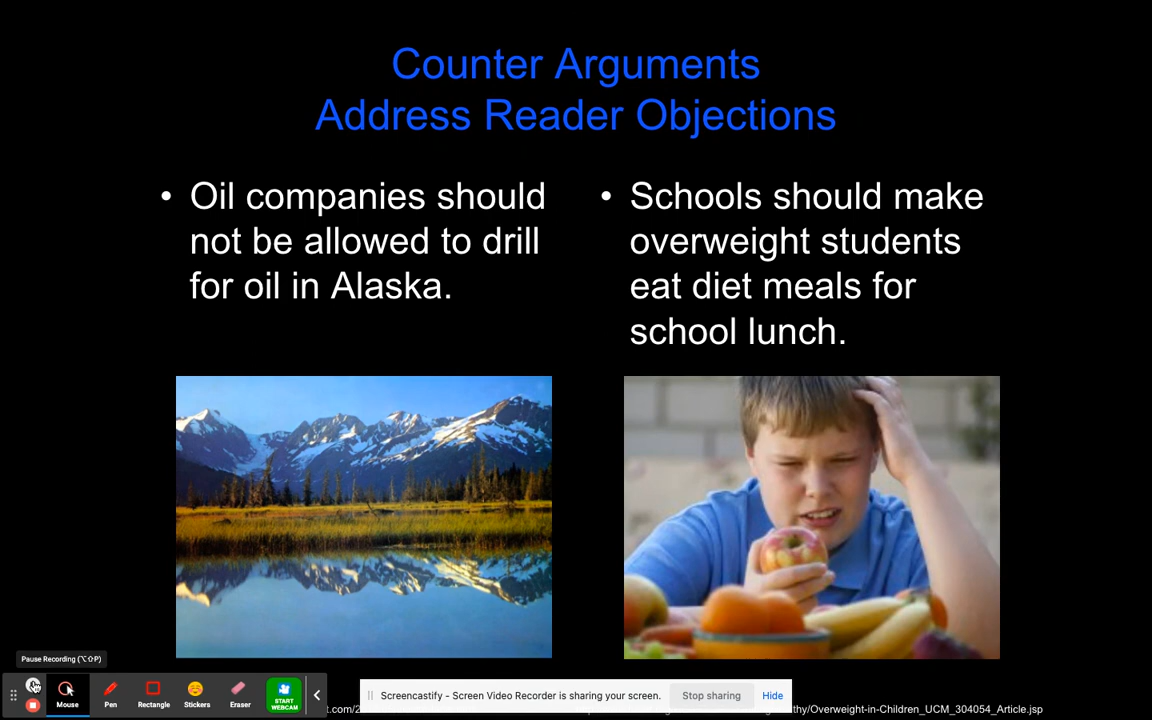 Counter Arguments
Address Reader Objections
• Oil companies should
not be allowed to drill
for oil in Alaska.
• Schools should make
overweight students
eat diet meals for
school lunch.
Pause Recording (⌥⇧P)
Mouse
Pen
Rectangle
Stickers
Eraser
START
WEBCAM
Screencastify - Screen Video Recorder is sharing your screen.
Stop sharing
Hide
t.com/2
thy/Overweight-in-Children_UCM_304054_Article.jsp